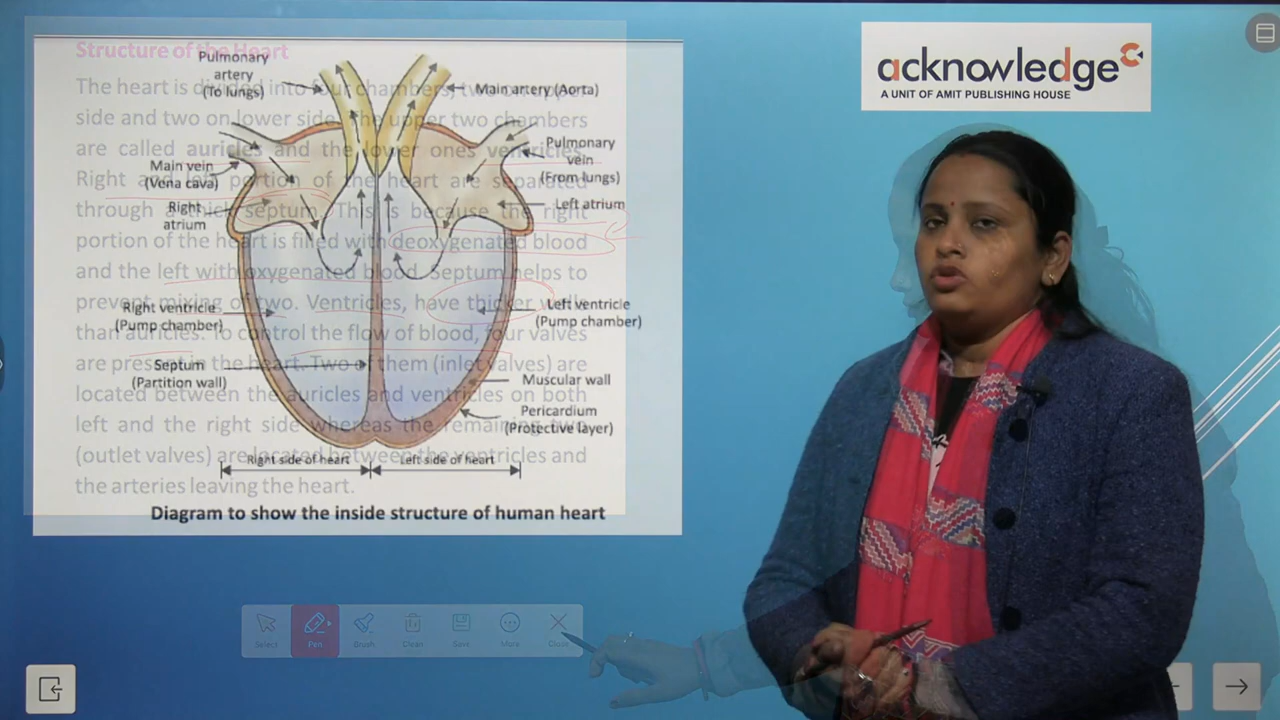 Structure of the Heart
The heart is divided into four chambers, two
side and two on lower side. The upper two chambers
are called auricles and the lower ones ventricles.
Right and left portion of the heart are separated
through a thick septum. This is because the right
portion of the heart is filled with deoxygenated blood
and the left with oxygenated blood. Septum helps to
prevent mixing of two. Ventricles, have thicker walls
than auricles. To control the flow of blood, four valves
are present in the heart. Two of them (inlet valves) are
located between the auricles and ventricles on both
left and the right side whereas the remaining two
(outlet valves) are located between the ventricles and
the arteries leaving the heart.
Pulmonary
artery
(To lungs)
Main artery (Aorta)
Pulmonary
vein
(From lungs)
Main vein
(Vena cava)
Right
atrium
Left atrium
Right ventricle
(Pump chamber)
Left ventricle
(Pump chamber)
Septum
(Partition wall)
Muscular wall
Pericardium
(Protective layer)
Right side of heart
Left side of heart
Diagram to show the inside structure of human heart
acknowledge
A UNIT OF AMIT PUBLISHING HOUSE
Select
Pen
Brush
Clean
Save
More
Close